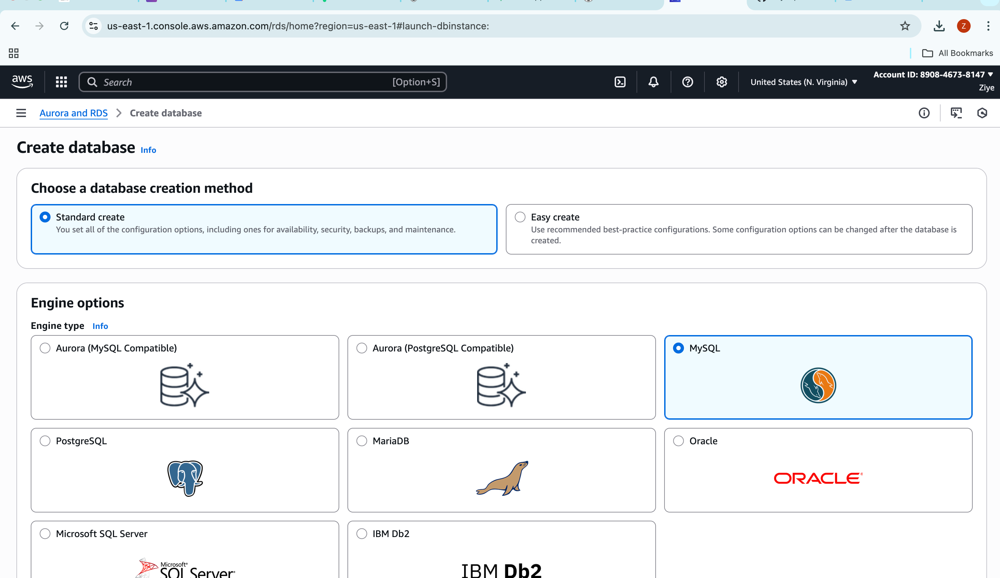 us-east-1.console.aws.amazon.com/rds/home?region=us-east-1#launch-dbinstance:
Z
All Bookmarks
aws
Search
[Option+S]
United States (N. Virginia)
Account ID: 8908-4673-8147
Ziye
Aurora and RDS
Create database
Create database
Info
Choose a database creation method
Standard create
You set all of the configuration options, including ones for availability, security, backups, and maintenance.
Easy create
Use recommended best-practice configurations. Some configuration options can be changed after the database is
created.
Engine options
Engine type
Info
Aurora (MySQL Compatible)
Aurora (PostgreSQL Compatible)
MySQL
PostgreSQL
MariaDB
Oracle
ORACLE
Microsoft SQL Server
IBM Db2
Microsoft®
SQL Server
IBM Db2